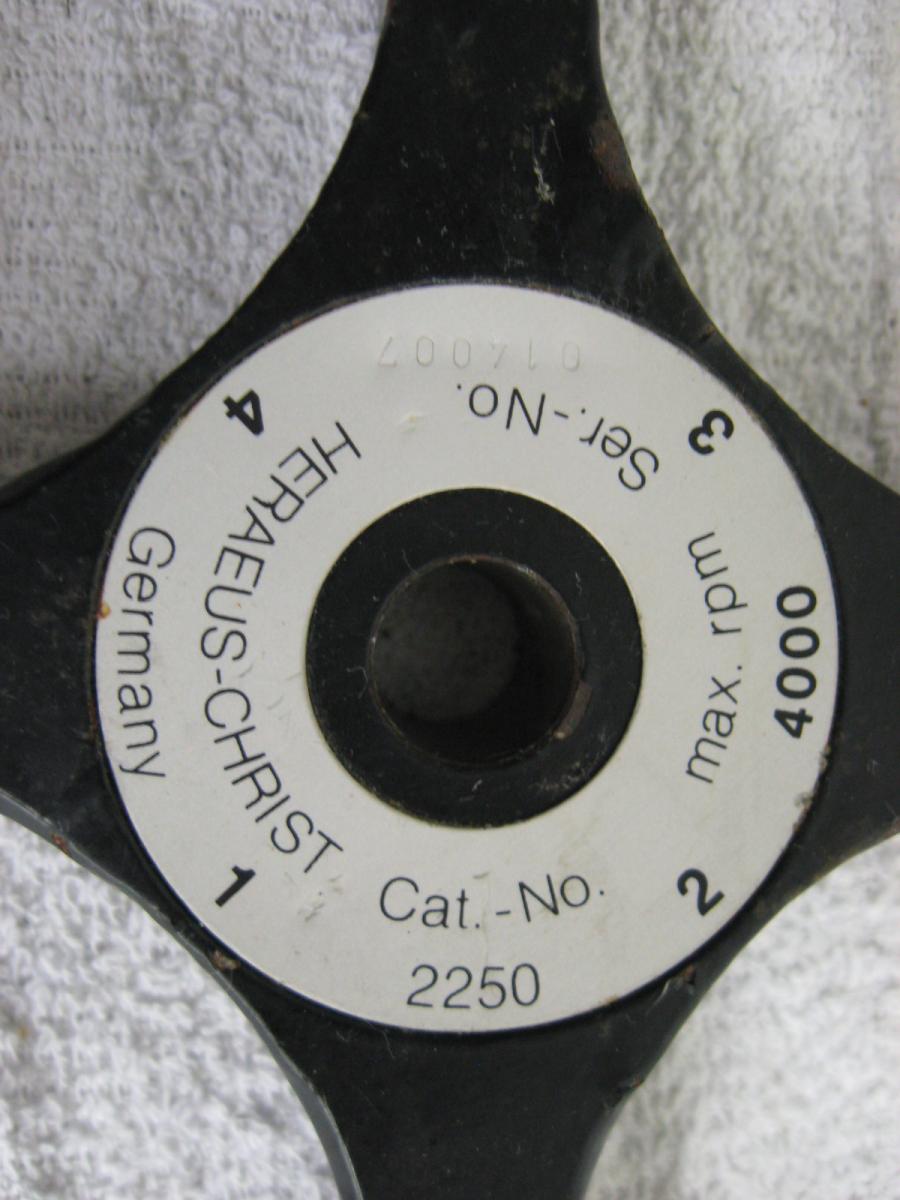 HERAEUS-CHRIST
Germany
Cat.-No.
2250
max. rpm
4000
Ser.-No.
014007
1
2
3
4